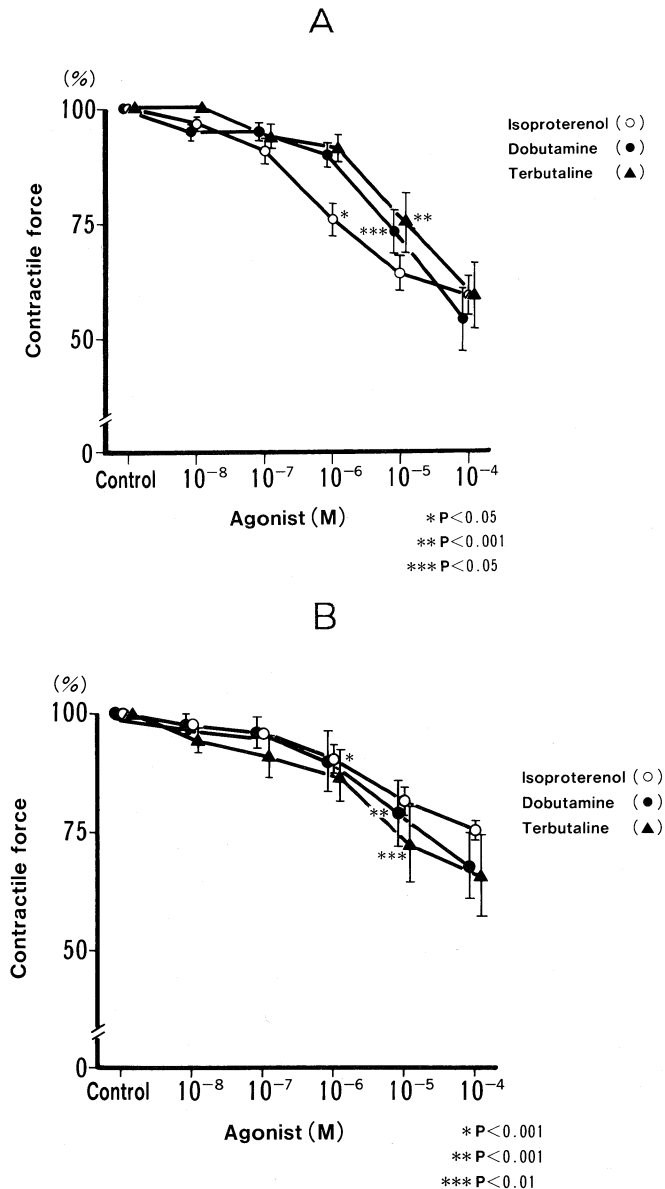 A
(%)
100
75
50
0
Contractile force
Isoproterenol (○)
Dobutamine (●)
Terbutaline (▲)
*
***
**
Control 10⁻⁸ 10⁻⁷ 10⁻⁶ 10⁻⁵ 10⁻⁴
Agonist (M)
* P<0.05
** P<0.001
*** P<0.05
B
(%)
100
75
50
0
Contractile force
Isoproterenol (○)
Dobutamine (●)
Terbutaline (▲)
*
**
***
Control 10⁻⁸ 10⁻⁷ 10⁻⁶ 10⁻⁵ 10⁻⁴
Agonist (M)
* P<0.001
** P<0.001
*** P<0.01